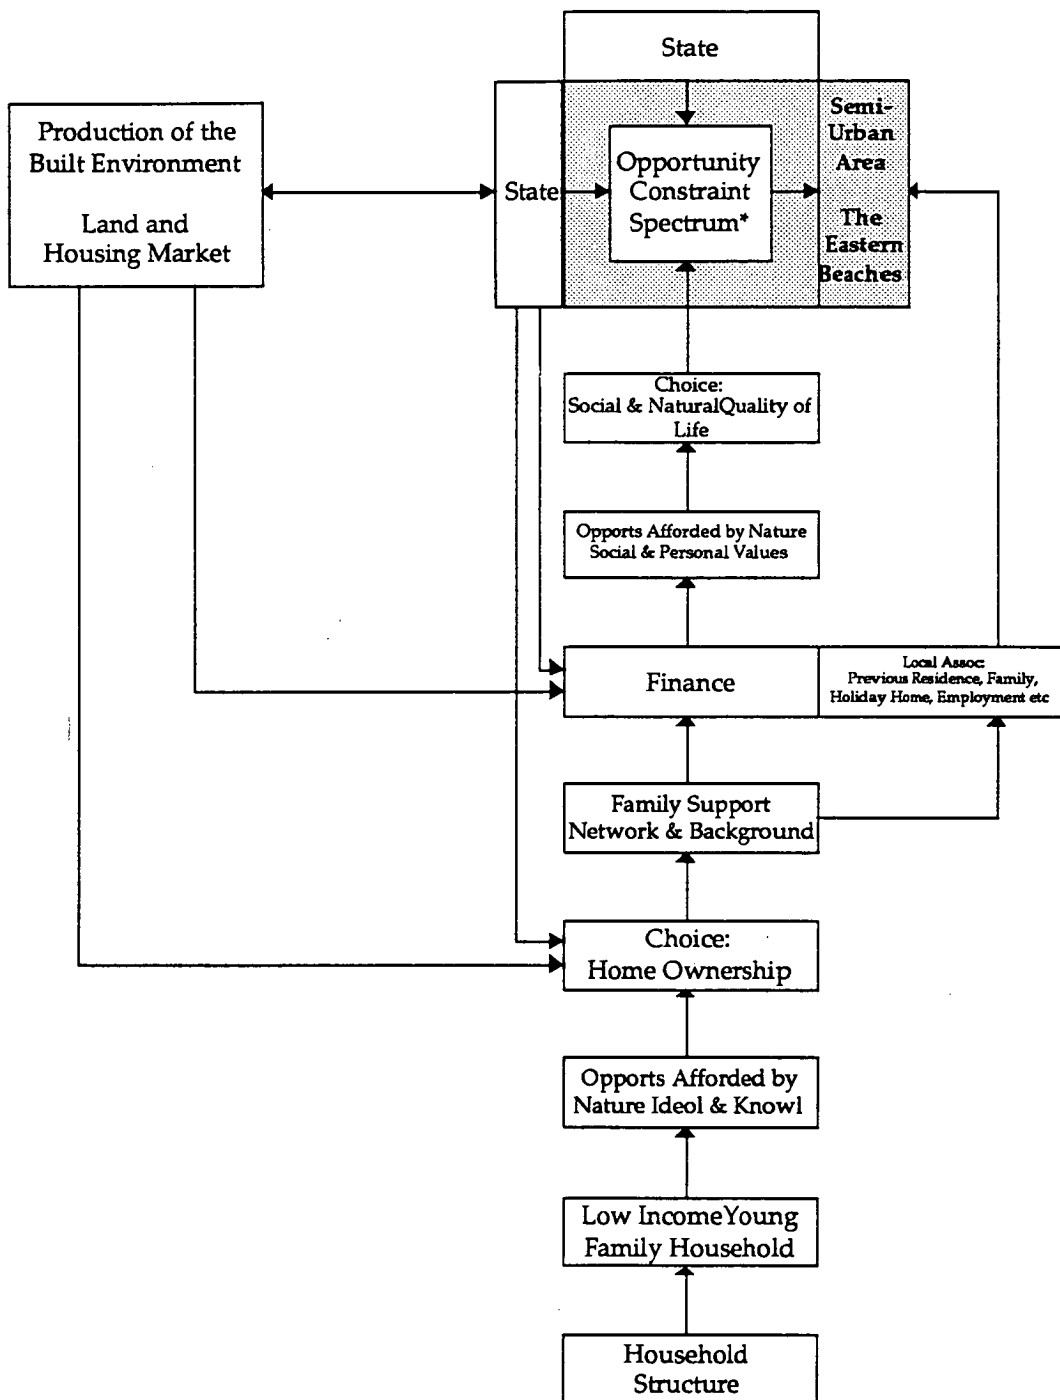 State
Production of the
Built Environment
Land and
Housing Market
State
Opportunity
Constraint
Spectrum*
Semi-
Urban
Area
The
Eastern
Beaches
Choice:
Social & NaturalQuality of
Life
Opports Afforded by Nature
Social & Personal Values
Finance
Local Assoc:
Previous Residence, Family,
Holiday Home, Employment etc
Family Support
Network & Background
Choice:
Home Ownership
Opports Afforded by
Nature Ideol & Knowl
Low IncomeYoung
Family Household
Household
Structure